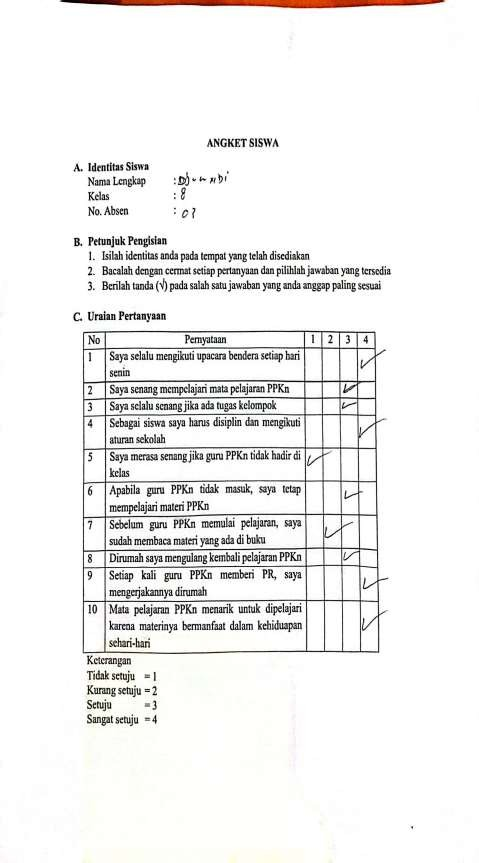 ANGKET SISWA
A. Identitas Siswa
Nama Lengkap :
Kelas : 8
No. Absen : 07
B. Petunjuk Pengisian
1. Isilah identitas anda pada tempat yang telah disediakan
2. Bacalah dengan cermat setiap pertanyaan dan pilihlah jawaban yang tersedia
3. Berilah tanda (√) pada salah satu jawaban yang anda anggap paling sesuai
C. Uraian Pertanyaan
No Pernyataan 1 2 3 4
1 Saya selalu mengikuti upacara bendera setiap hari
senin ✓
2 Saya senang mempelajari mata pelajaran PPKn ✓
3 Saya selalu senang jika ada tugas kelompok ✓
4 Sebagai siswa saya harus disiplin dan mengikuti
aturan sekolah ✓
5 Saya merasa senang jika guru PPKn tidak hadir di
kelas ✓
6 Apabila guru PPKn tidak masuk, saya tetap
mempelajari materi PPKn ✓
7 Sebelum guru PPKn memulai pelajaran, saya
sudah membaca materi yang ada di buku ✓
8 Dirumah saya mengulang kembali pelajaran PPKn ✓
9 Setiap kali guru PPKn memberi PR, saya
mengerjakannya dirumah ✓
10 Mata pelajaran PPKn menarik untuk dipelajari
karena materinya bermanfaat dalam kehiduapan
sehari-hari ✓
Keterangan
Tidak setuju = 1
Kurang setuju = 2
Setuju = 3
Sangat setuju = 4